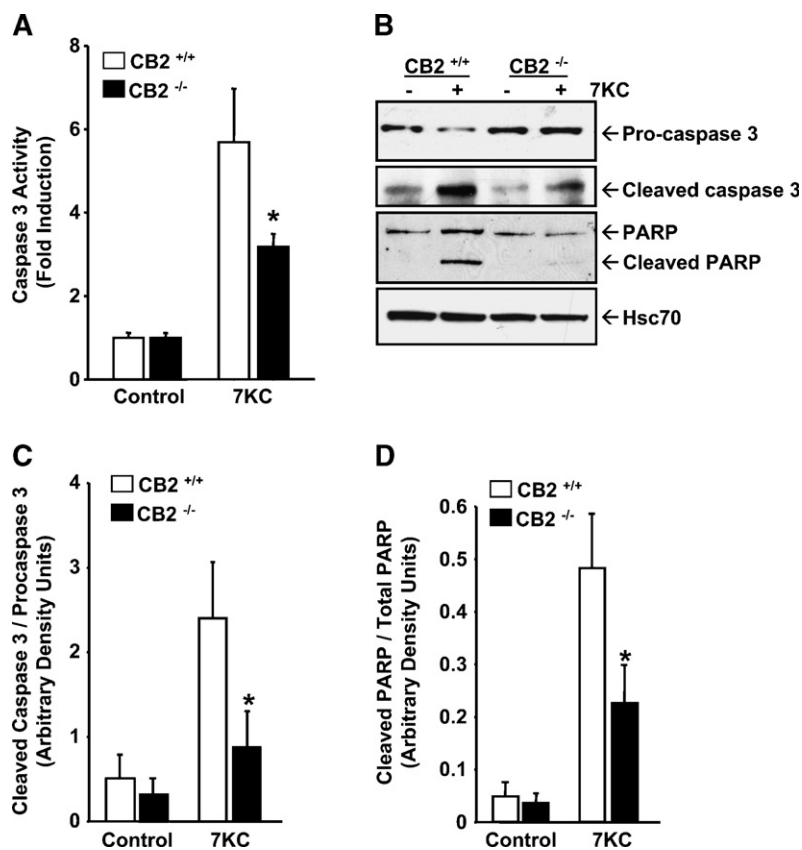 A
8
6
4
2
0
Caspase 3 Activity
(Fold Induction)
CB2 +/+
CB2 -/-
*
Control 7KC
B
CB2 +/+ CB2 -/-
- + - + 7KC
←Pro-caspase 3
←Cleaved caspase 3
←PARP
←Cleaved PARP
←Hsc70
C
4
3
2
1
0
Cleaved Caspase 3 / Procaspase 3
(Arbitrary Density Units)
CB2 +/+
CB2 -/-
*
Control 7KC
D
0.6
0.5
0.4
0.3
0.2
0.1
0
Cleaved PARP / Total PARP
(Arbitrary Density Units)
CB2 +/+
CB2 -/-
*
Control 7KC